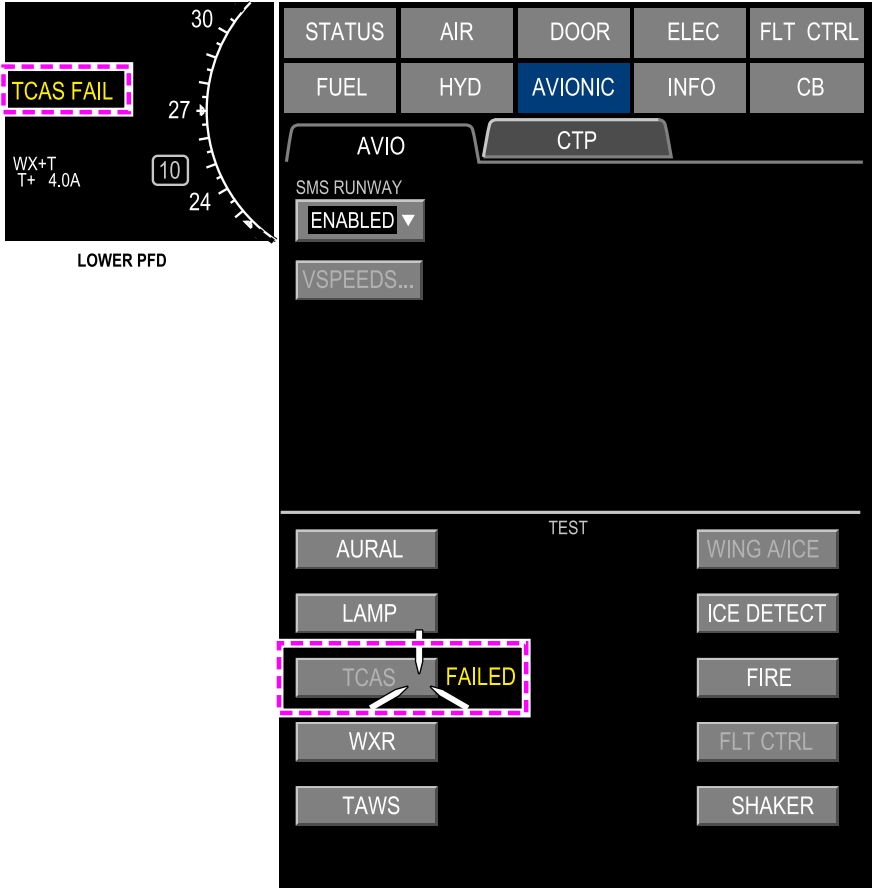 30
TCAS FAIL
27
WX+T
T+ 4.0A
10
24
LOWER PFD
STATUS AIR DOOR ELEC FLT CTRL
FUEL HYD AVIONIC INFO CB
AVIO CTP
SMS RUNWAY
ENABLED
VSPEEDS...
TEST
AURAL WING A/ICE
LAMP ICE DETECT
TCAS FAILED FIRE
WXR FLT CTRL
TAWS SHAKER